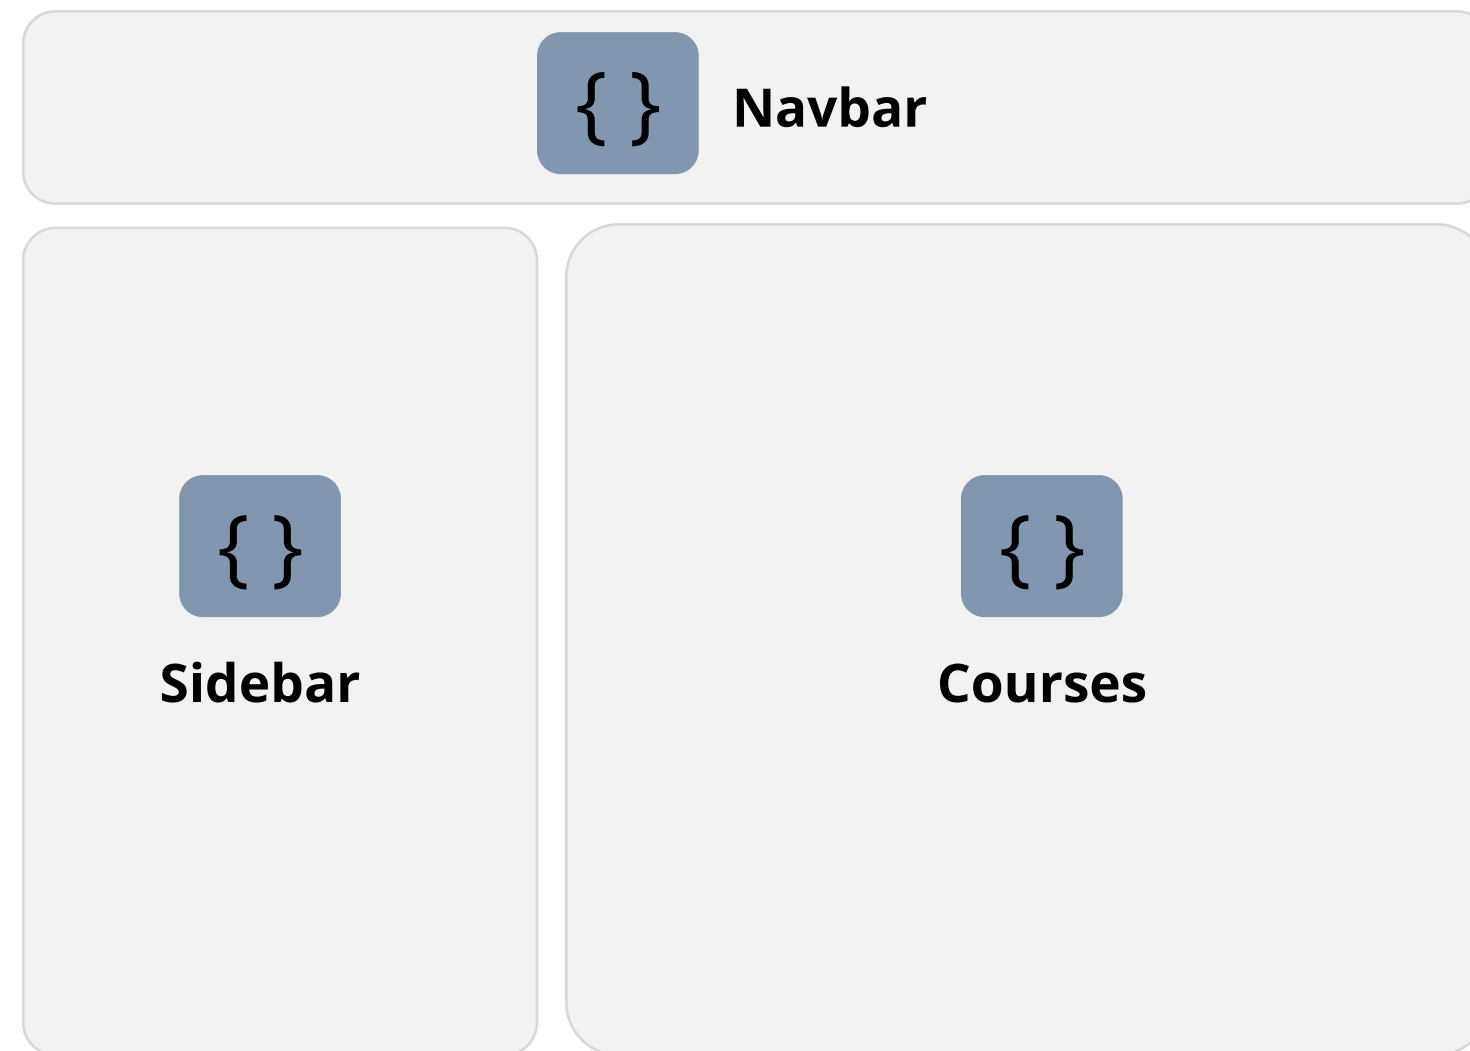 { } Navbar
{ }
Sidebar
{ }
Courses